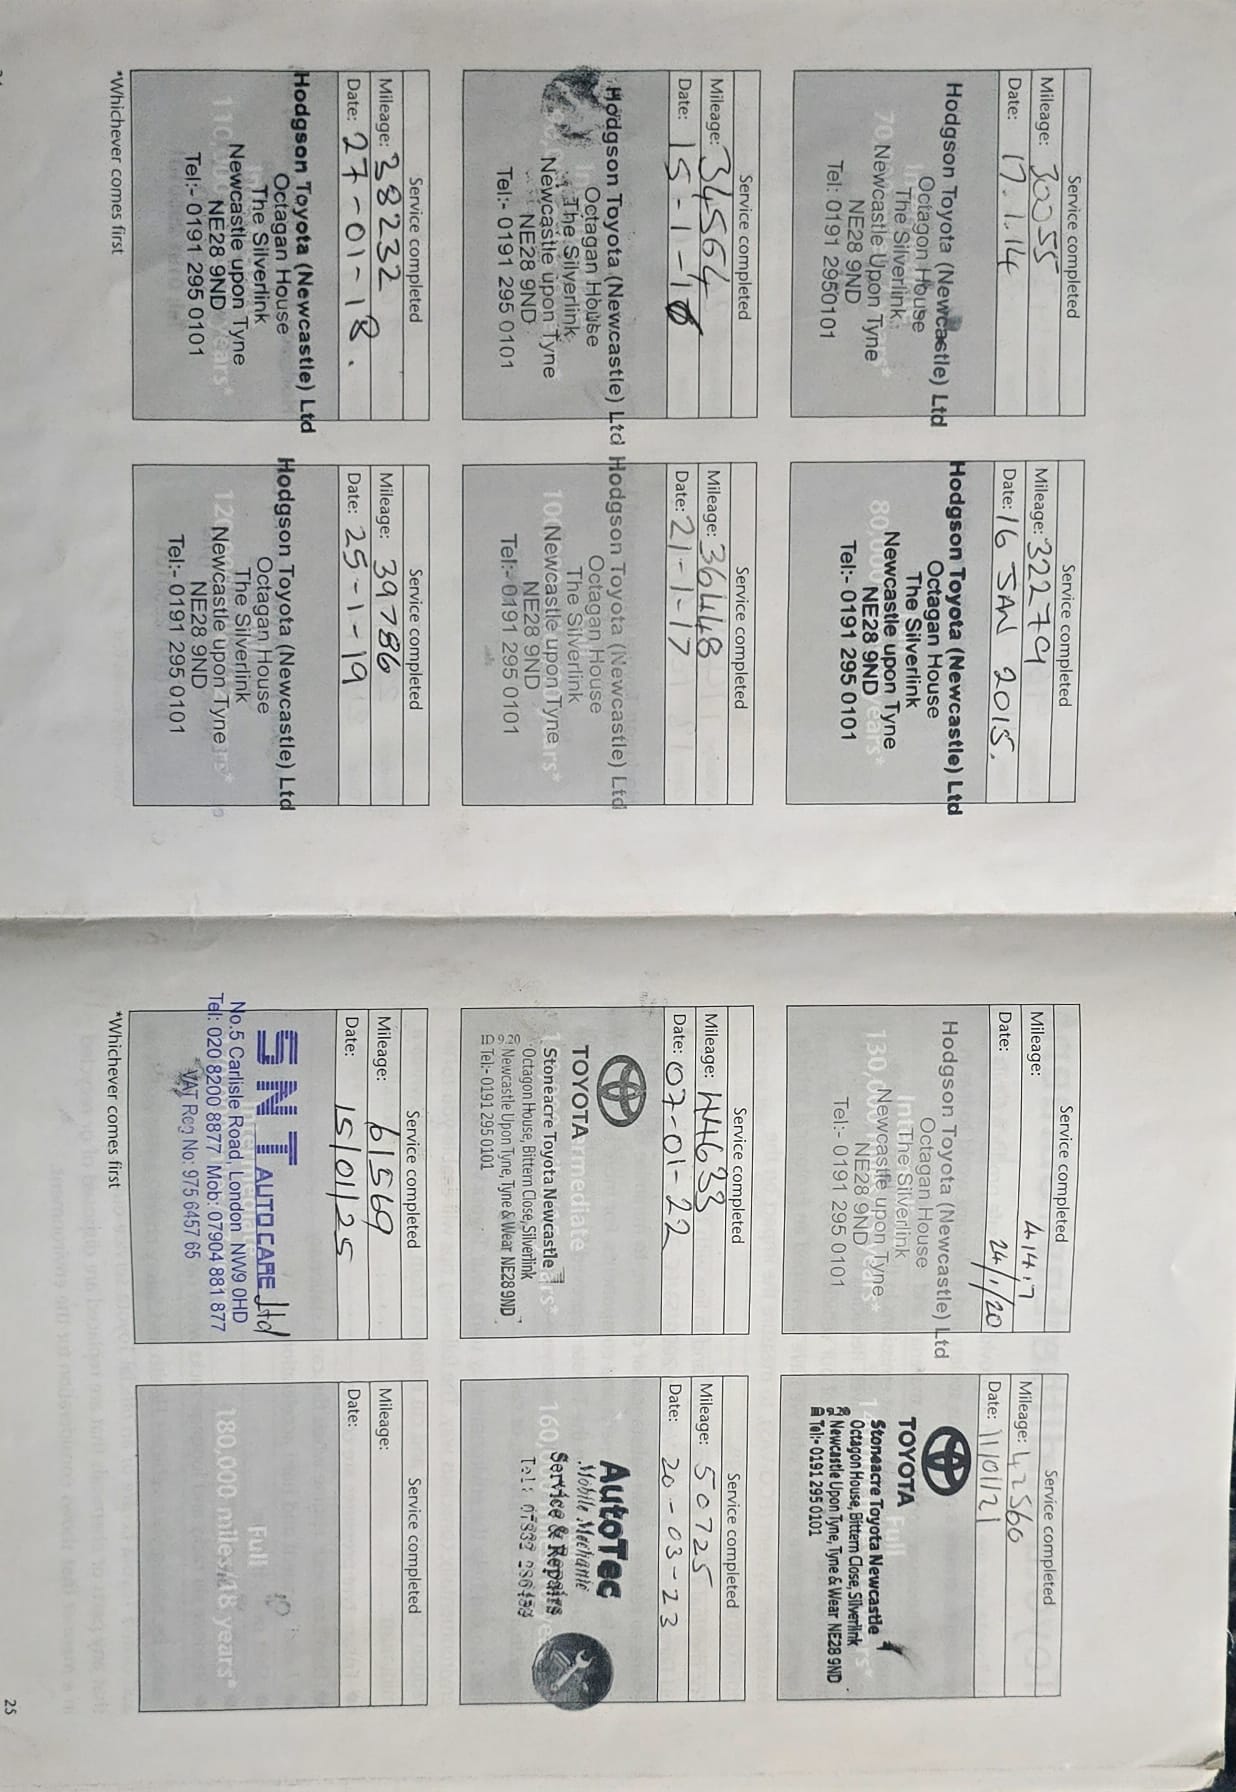 Service completed
Mileage: 30055
Date: 17.1.14
Hodgson Toyota (Newcastle) Ltd
Octagon House
The Silverlink
Newcastle Upon Tyne
NE28 9ND
Tel: 0191 2950101
70
Service completed
Mileage: 32279
Date: 16 JAN 2015.
Hodgson Toyota (Newcastle) Ltd
Octagan House
The Silverlink
Newcastle upon Tyne
NE28 9ND
Tel:- 0191 295 0101
Service completed
Mileage: 34564
Date: 15-1-16
Hodgson Toyota (Newcastle) Ltd
Octagan House
The Silverlink
Newcastle upon Tyne
NE28 9ND
Tel:- 0191 295 0101
Service completed
Mileage: 36448
Date: 21-1-17
Hodgson Toyota (Newcastle) Ltd
Octagan House
The Silverlink
Newcastle upon Tyne
NE28 9ND
Tel:- 0191 295 0101
Service completed
Mileage: 38232
Date: 27-01-18.
Hodgson Toyota (Newcastle) Ltd
Octagan House
The Silverlink
Newcastle upon Tyne
NE28 9ND
Tel:- 0191 295 0101
Service completed
Mileage: 39786
Date: 25-1-19
Hodgson Toyota (Newcastle) Ltd
Octagan House
The Silverlink
Newcastle upon Tyne
NE28 9ND
Tel:- 0191 295 0101
*Whichever comes first
Service completed
Mileage:
Date: 24/1/20
Hodgson Toyota (Newcastle) Ltd
Octagan House
The Silverlink
Newcastle upon Tyne
NE28 9ND
Tel:- 0191 295 0101
Service completed
Mileage: 42560
Date: 11/01/21
TOYOTA
Full
Stoneacre Toyota Newcastle
Octagon House, Bittern Close, Silverlink
Newcastle Upon Tyne, Tyne & Wear NE28 9ND
Tel:- 0191 295 0101
Service completed
Mileage: 44633
Date: 07-01-22
TOYOTA
Stoneacre Toyota Newcastle
Octagon House, Bittern Close, Silverlink
Newcastle Upon Tyne, Tyne & Wear NE28 9ND
Tel:- 0191 295 0101
Service completed
Mileage: 50725
Date: 20-03-23
AutoTec
Mobile Mechanic
Service & Repairs
Service completed
Mileage: 61569
Date: 15/01/25
SNT AUTOCARE Ltd
No.5 Carlisle Road, London NW9 0HD
Tel: 020 8200 8877 Mob: 07904 881 877
VAT Reg No: 975 6457 65
Service completed
Mileage:
Date:
Full
180,000 miles/18 years*
*Whichever comes first
25